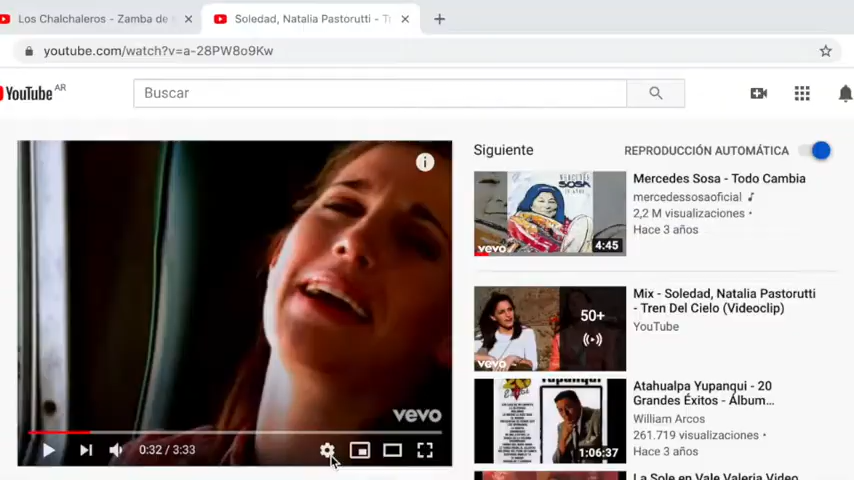 Los Chalchaleros - Zamba de
Soledad, Natalia Pastorutti - T
youtube.com/watch?v=a-28PW8o9Kw
YouTube AR
Buscar
vevo
0:32 / 3:33
Siguiente
REPRODUCCIÓN AUTOMÁTICA
MERCEDES
SOSA
vevo
4:45
Mercedes Sosa - Todo Cambia
mercedessosaoficial
2,2 M visualizaciones •
Hace 3 años
50+
vevo
Mix - Soledad, Natalia Pastorutti
- Tren Del Cielo (Videoclip)
YouTube
Yupanqui
1:06:37
Atahualpa Yupanqui - 20
Grandes Éxitos - Álbum...
William Arcos
261.719 visualizaciones •
Hace 3 años
La Sole en Vale Valeria Video